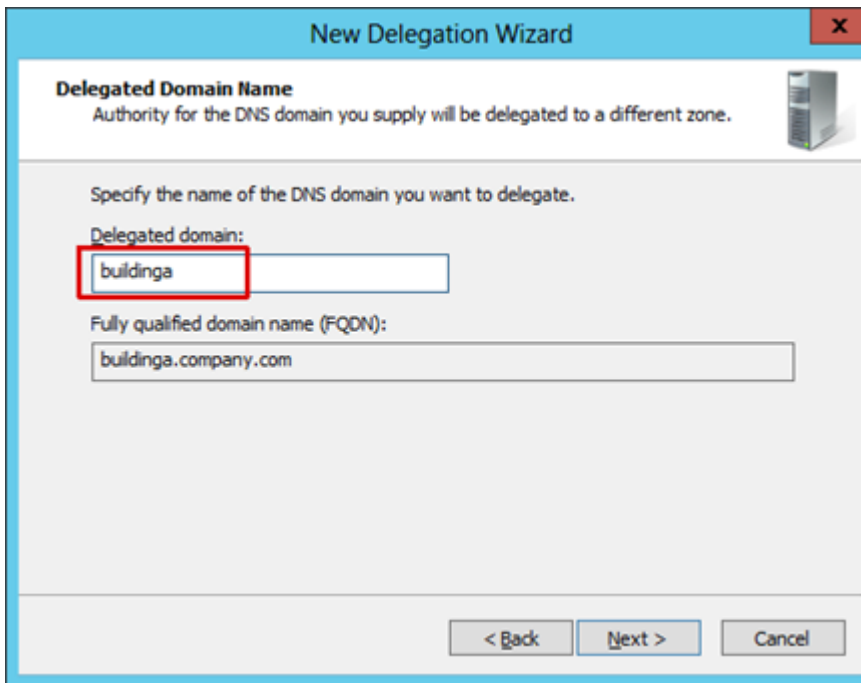 New Delegation Wizard
x
Delegated Domain Name
Authority for the DNS domain you supply will be delegated to a different zone.
Specify the name of the DNS domain you want to delegate.
Delegated domain:
buildinga
Fully qualified domain name (FQDN):
buildinga.company.com
< Back Next > Cancel